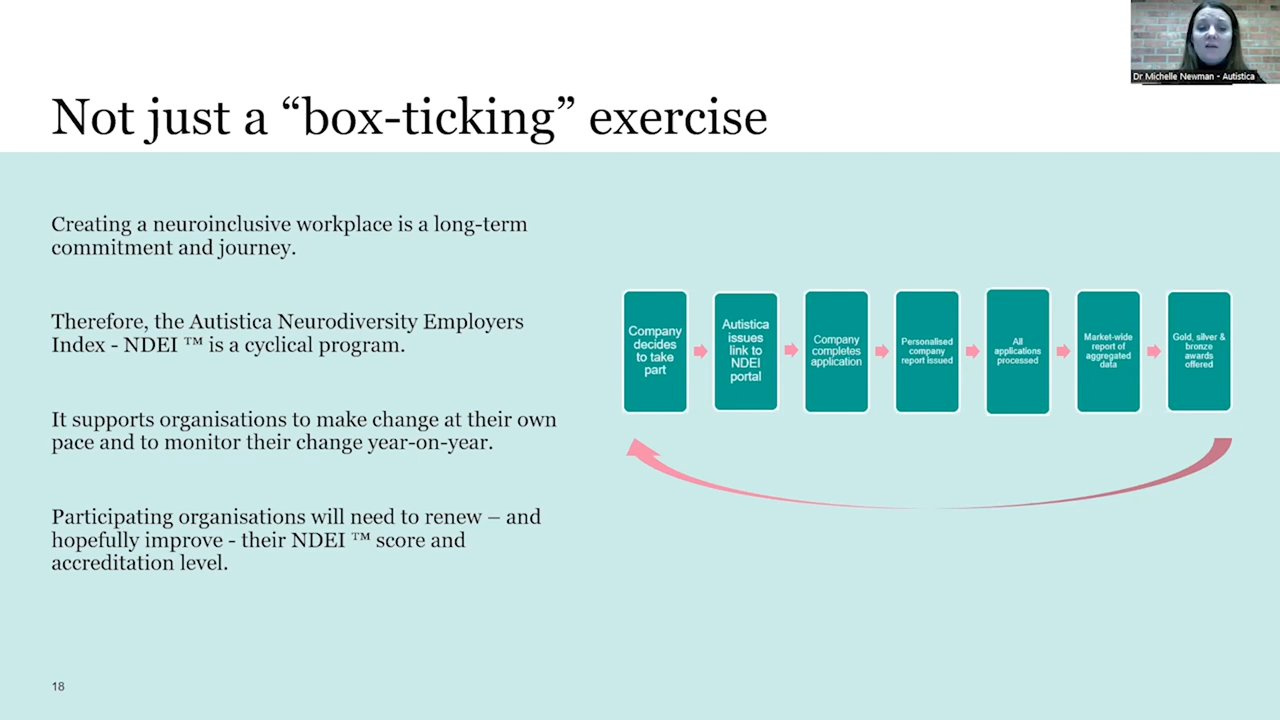 Dr Michelle Newman - Autistica
Not just a “box-ticking” exercise
Creating a neuroinclusive workplace is a long-term
commitment and journey.
Therefore, the Autistica Neurodiversity Employers
Index - NDEI ™ is a cyclical program.
It supports organisations to make change at their own
pace and to monitor their change year-on-year.
Participating organisations will need to renew – and
hopefully improve - their NDEI ™ score and
accreditation level.
Company
decides
to take
part
Autistica
issues
link to
NDEI
portal
Company
completes
application
Personalised
company
report issued
All
applications
processed
Market-wide
report of
aggregated
data
Gold, silver &
bronze
awards
offered
18